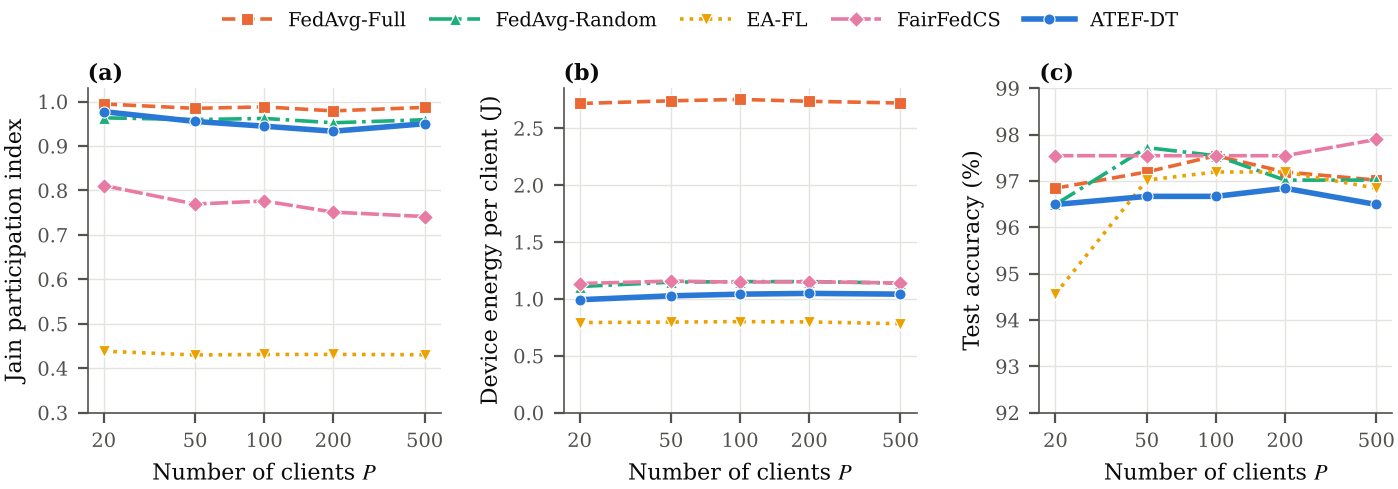 FedAvg-Full FedAvg-Random EA-FL FairFedCS ATEF-DT
(a)
Jain participation index
1.0
0.9
0.8
0.7
0.6
0.5
0.4
0.3
20 50 100 200 500
Number of clients P
(b)
Device energy per client (J)
2.5
2.0
1.5
1.0
0.5
0.0
20 50 100 200 500
Number of clients P
(c)
Test accuracy (%)
99
98
97
96
95
94
93
92
20 50 100 200 500
Number of clients P